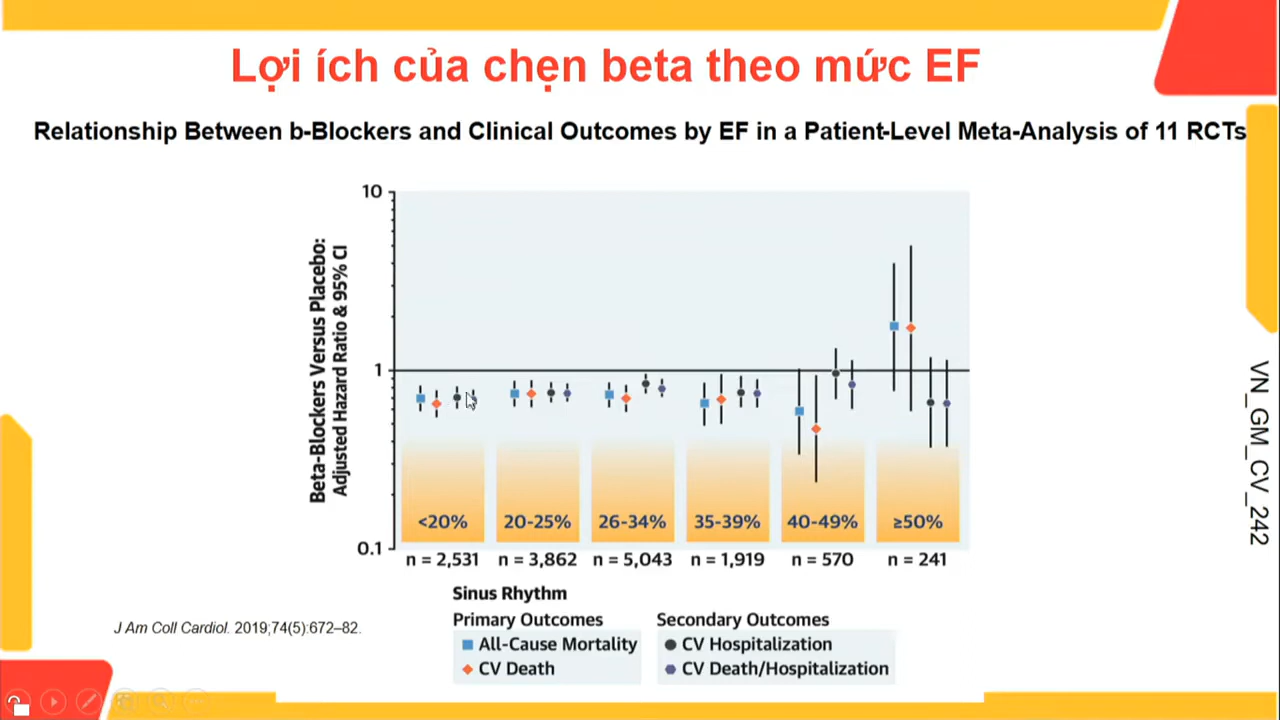 Lợi ích của chẹn beta theo mức EF
Relationship Between b-Blockers and Clinical Outcomes by EF in a Patient-Level Meta-Analysis of 11 RCTs
Beta-Blockers Versus Placebo:
Adjusted Hazard Ratio & 95% CI
10
1
0.1
<20%
20-25%
26-34%
35-39%
40-49%
≥50%
n = 2,531
n = 3,862
n = 5,043
n = 1,919
n = 570
n = 241
Sinus Rhythm
Primary Outcomes
All-Cause Mortality
CV Death
Secondary Outcomes
CV Hospitalization
CV Death/Hospitalization
J Am Coll Cardiol. 2019;74(5):672–82.
VN_GM_CV_242